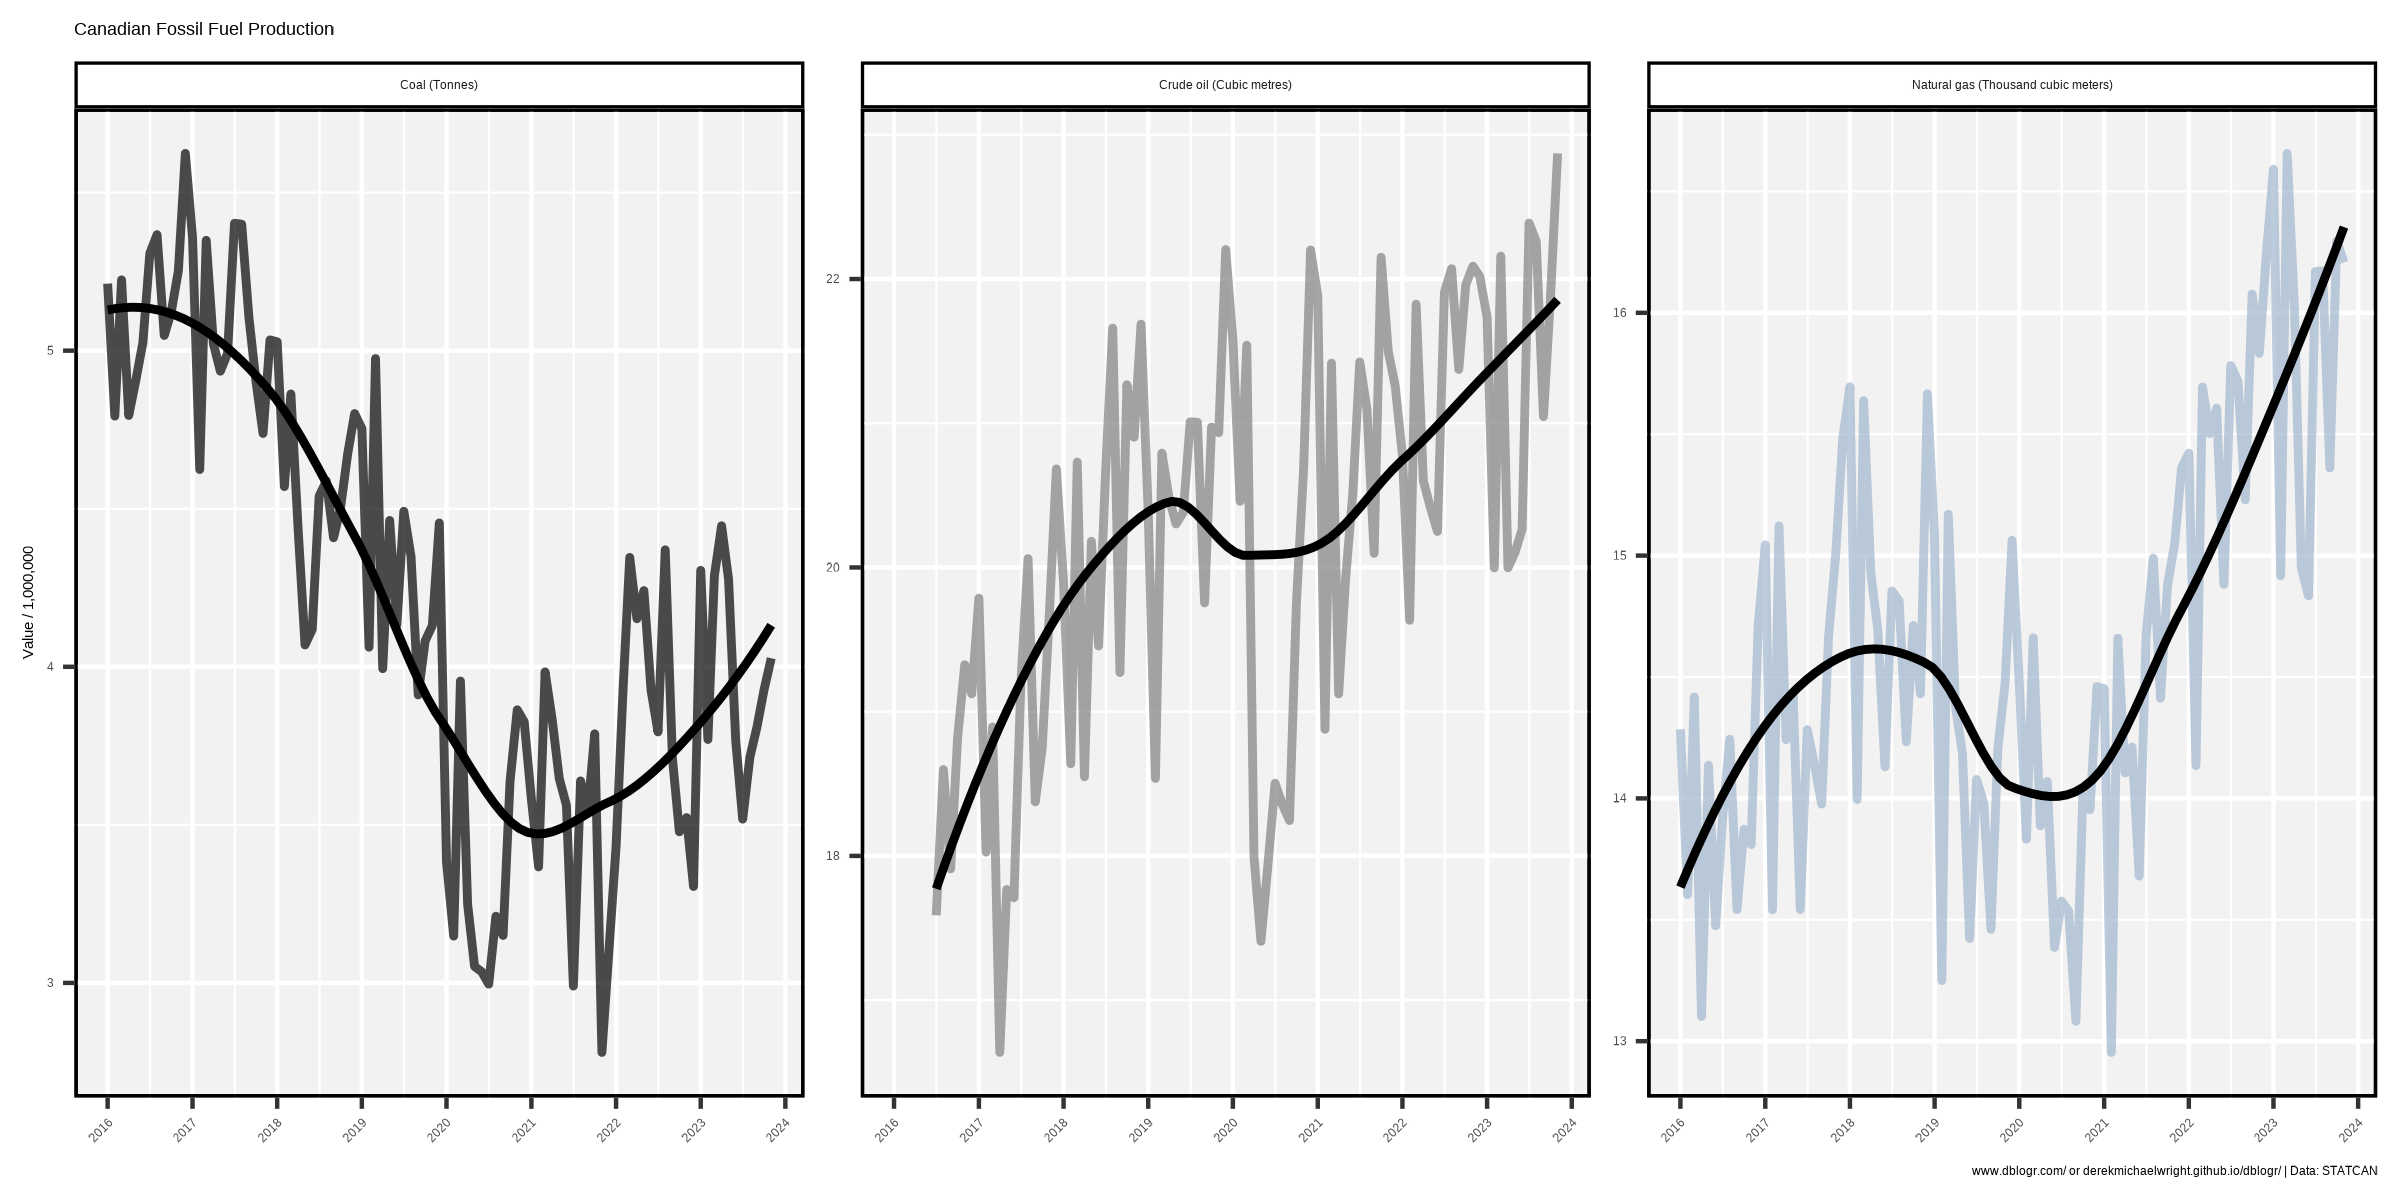 Canadian Fossil Fuel Production
Coal (Tonnes)
Crude oil (Cubic metres)
Natural gas (Thousand cubic meters)
Value / 1,000,000
5
4
3
22
20
18
16
15
14
13
2016 2017 2018 2019 2020 2021 2022 2023 2024
2016 2017 2018 2019 2020 2021 2022 2023 2024
2016 2017 2018 2019 2020 2021 2022 2023 2024
www.dblogr.com/ or derekmichaelwright.github.io/dblogr/ | Data: STATCAN